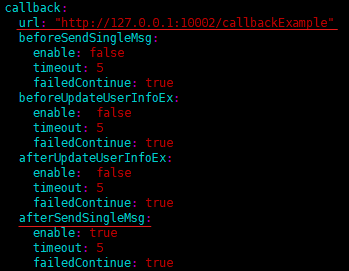 callback:
  url: "http://127.0.0.1:10002/callbackExample"
  beforeSendSingleMsg:
    enable: false
    timeout: 5
    failedContinue: true
  beforeUpdateUserInfoEx:
    enable:  false
    timeout: 5
    failedContinue: true
  afterUpdateUserInfoEx:
    enable:  false
    timeout: 5
    failedContinue: true
  afterSendSingleMsg:
    enable: true
    timeout: 5
    failedContinue: true